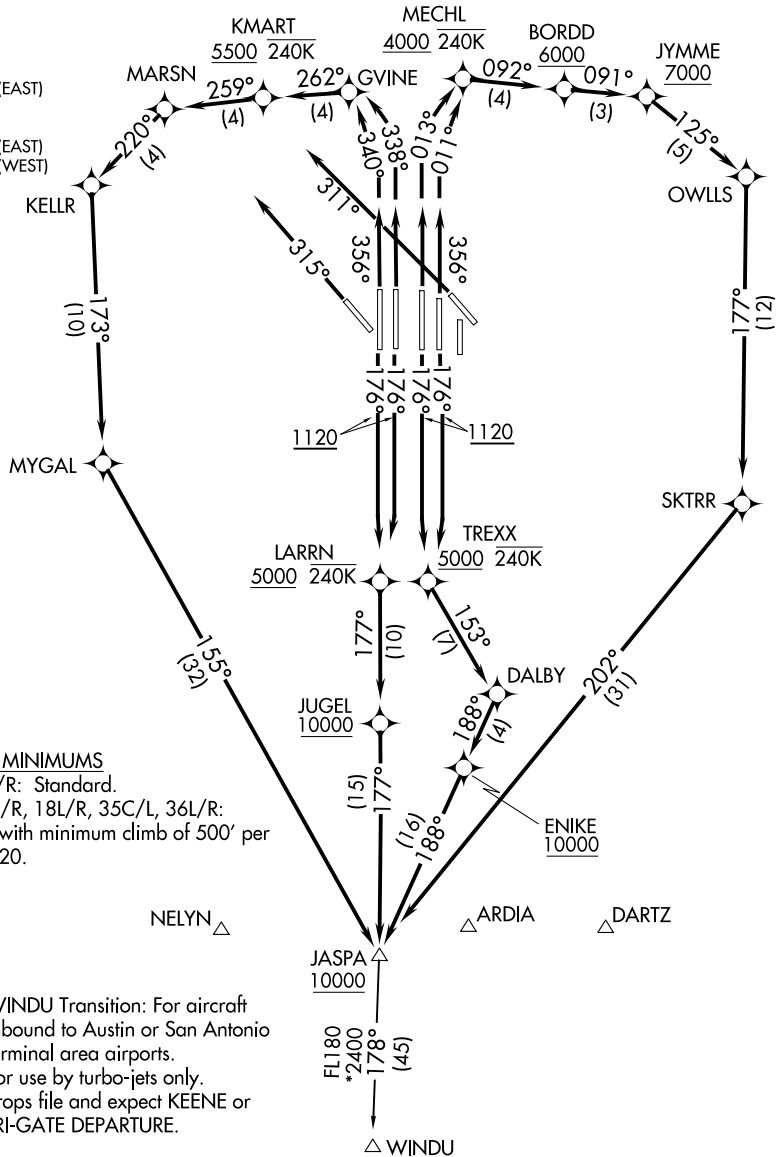 KMART
5500 240K
MECHL
4000 240K
BORDD
6000
JYMME
7000
(EAST)
(EAST)
(WEST)
MARSN
259°
(4)
262°
(4)
GVINE
092°
(4)
091°
(3)
125°
(5)
OWLLS
220°
(4)
KELLR
340°
338°
013°
011°
311°
315°
356°
356°
173°
(10)
177°
(12)
176°
176°
176°
176°
1120
1120
MYGAL
SKTRR
LARRN
5000 240K
TREXX
5000 240K
177°
(10)
153°
(7)
155°
(32)
202°
(31)
DALBY
188°
(4)
JUGEL
10000
177°
(15)
188°
(16)
ENIKE
10000
MINIMUMS
/R: Standard.
/R, 18L/R, 35C/L, 36L/R:
with minimum climb of 500' per
20.
NELYN
ARDIA
DARTZ
JASPA
10000
FL180
*2400
178°
(45)
WINDU
VINDU Transition: For aircraft
bound to Austin or San Antonio
rminal area airports.
or use by turbo-jets only.
rops file and expect KEENE or
RI-GATE DEPARTURE.